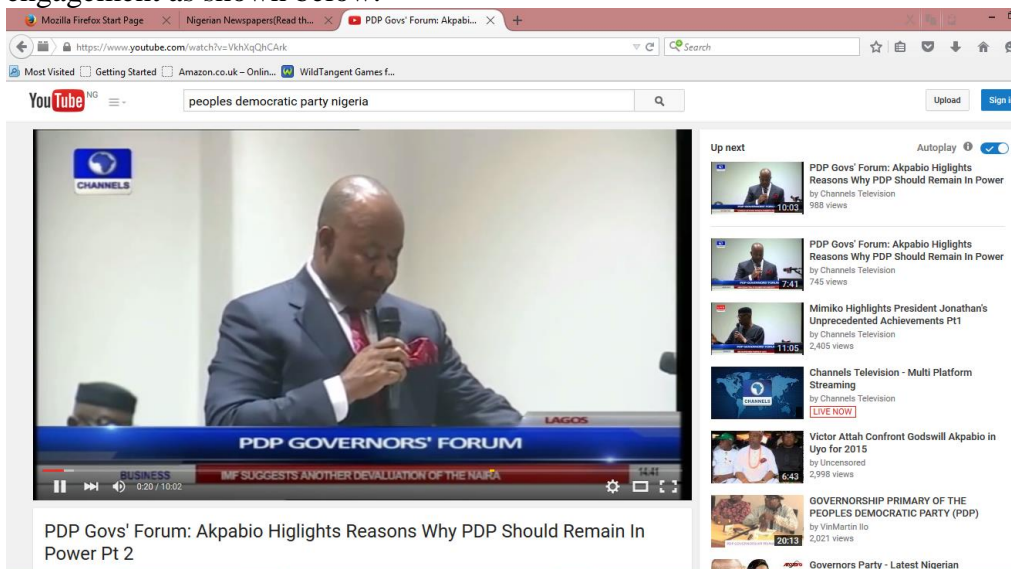 engagement as shown below.
Mozilla Firefox Start Page
Nigerian Newspapers(Read th...
PDP Govs' Forum: Akpabi...
https://www.youtube.com/watch?v=VkhXqQhCArk
Search
Most Visited
Getting Started
Amazon.co.uk – Onlin...
WildTangent Games f...
YouTube NG
peoples democratic party nigeria
Upload
Sign i
CHANNELS
LAGOS
PDP GOVERNORS' FORUM
BUSINESS
IMF SUGGESTS ANOTHER DEVALUATION OF THE NAIRA
14:41
0:20 / 10:02
PDP Govs' Forum: Akpabio Higlights Reasons Why PDP Should Remain In
Power Pt 2
Up next
Autoplay
PDP Govs' Forum: Akpabio Higlights
Reasons Why PDP Should Remain In Power
by Channels Television
988 views
10:03
PDP Govs' Forum: Akpabio Higlights
Reasons Why PDP Should Remain In Power
by Channels Television
745 views
7:41
Mimiko Highlights President Jonathan's
Unprecedented Achievements Pt1
by Channels Television
2,405 views
11:05
Channels Television - Multi Platform
Streaming
by Channels Television
LIVE NOW
CHANNELS
Victor Attah Confront Godswill Akpabio in
Uyo for 2015
by Uncensored
2,998 views
6:43
GOVERNORSHIP PRIMARY OF THE
PEOPLES DEMOCRATIC PARTY (PDP)
by VinMartin Ilo
2,021 views
20:13
Governors Party - Latest Nigerian